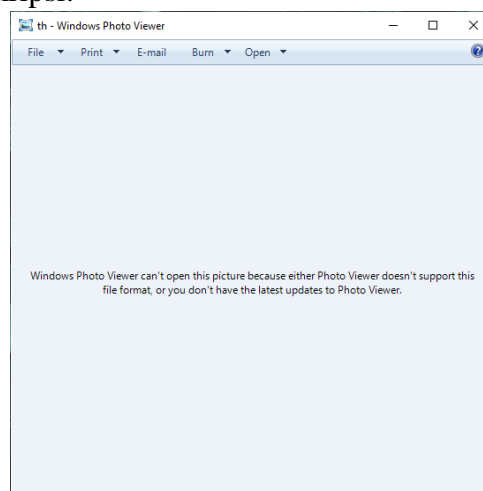 th - Windows Photo Viewer
File Print E-mail Burn Open
Windows Photo Viewer can't open this picture because either Photo Viewer doesn't support this
file format, or you don't have the latest updates to Photo Viewer.